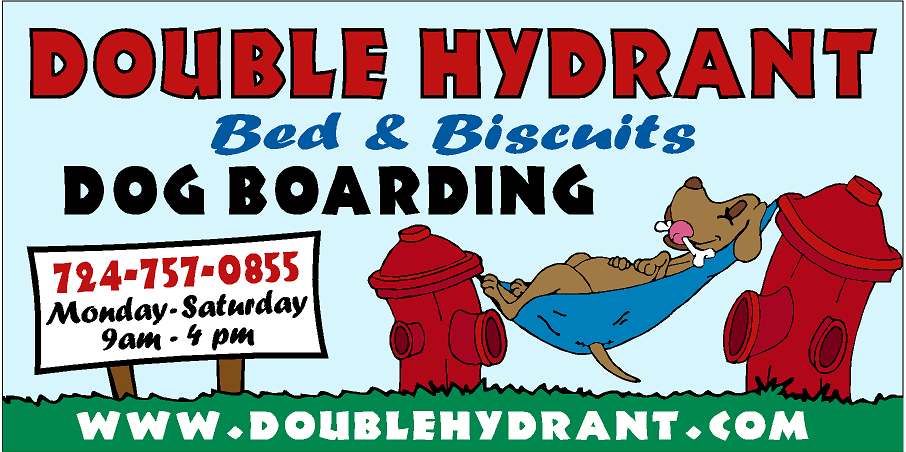 DOUBLE HYDRANT
Bed & Biscuits
DOG BOARDING
724-757-0855
Monday-Saturday
9am - 4 pm
WWW.DOUBLEHYDRANT.COM